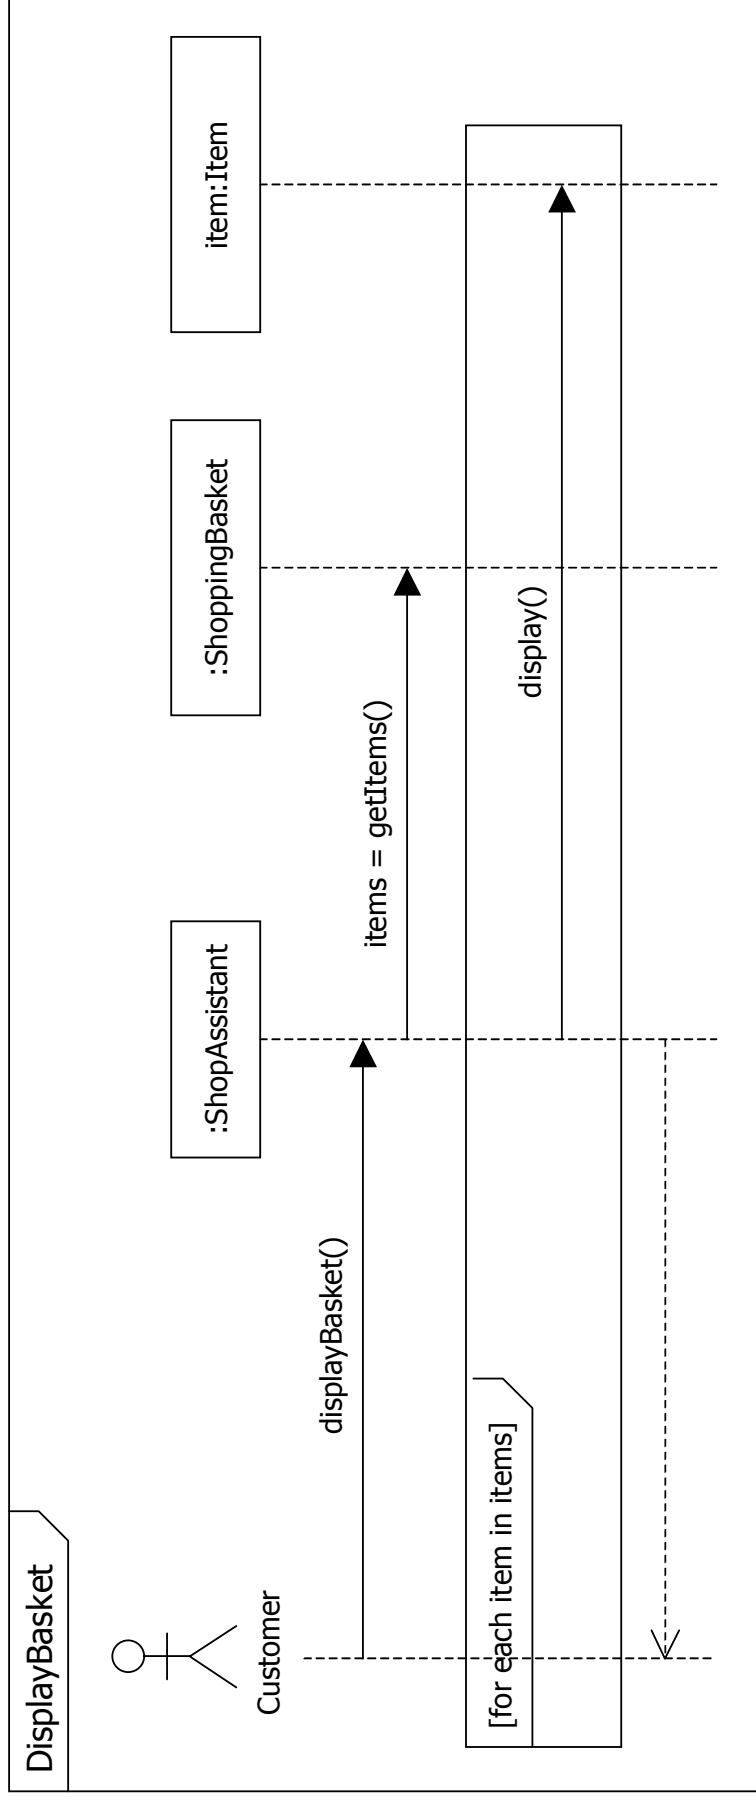 DisplayBasket
Customer
:ShopAssistant
:ShoppingBasket
item:Item
displayBasket()
items = getItems()
[for each item in items]
display()